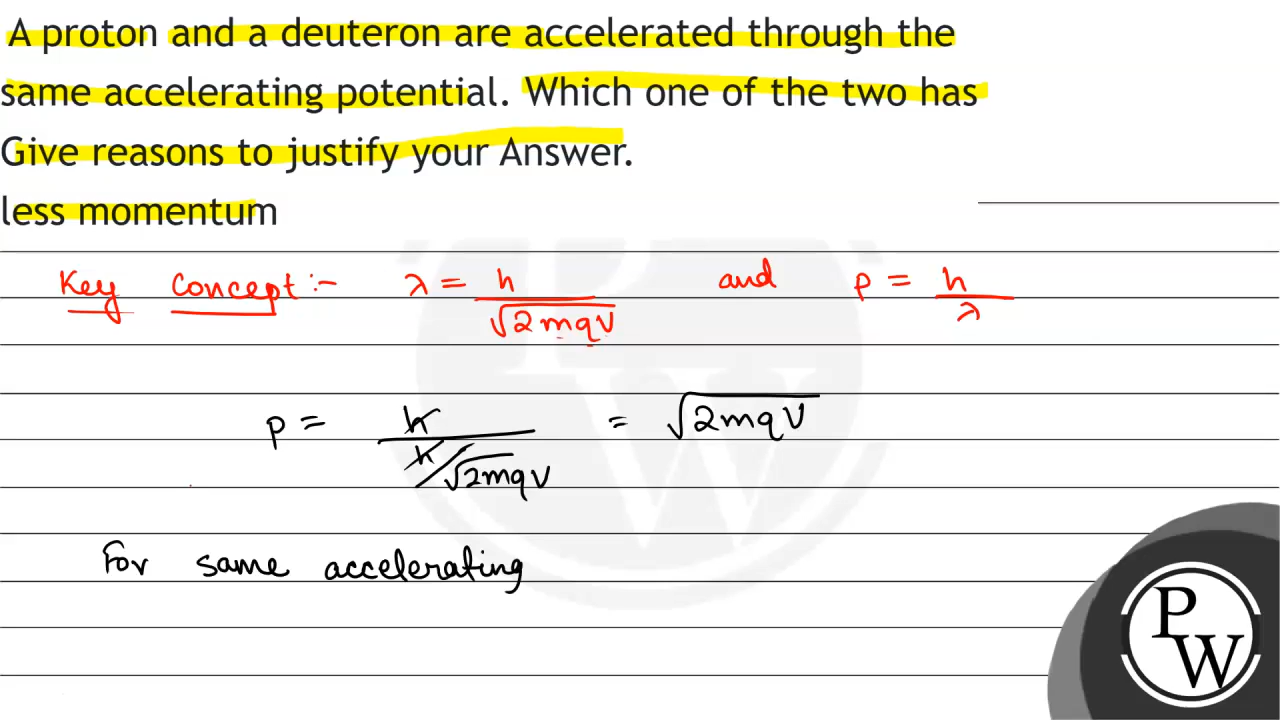 A proton and a deuteron are accelerated through the
same accelerating potential. Which one of the two has
Give reasons to justify your Answer.
less momentum
Key Concept :- λ = h/√2mqV and p = h/λ
p = h/h/√2mqV = √2mqV
For same accelerating
PW